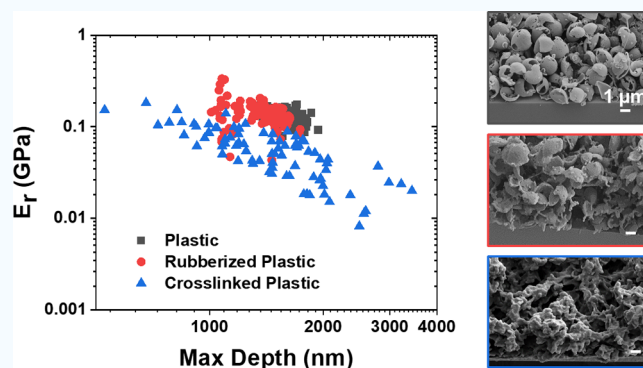 1
0.1
0.01
0.001
E_r (GPa)
Plastic
Rubberized Plastic
Crosslinked Plastic
1000
2000
3000
4000
Max Depth (nm)
1 µm